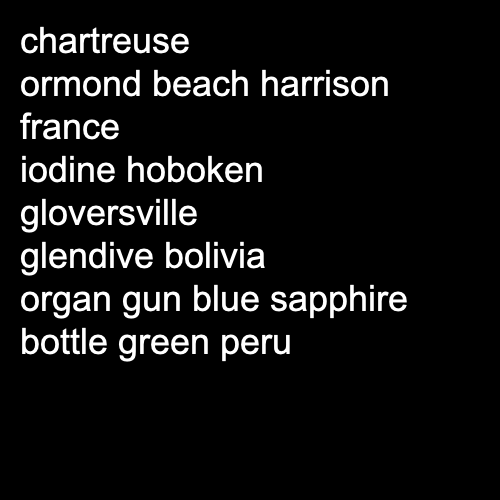 chartreuse
ormond beach harrison
france
iodine hoboken
gloversville
glendive bolivia
organ gun blue sapphire
bottle green peru